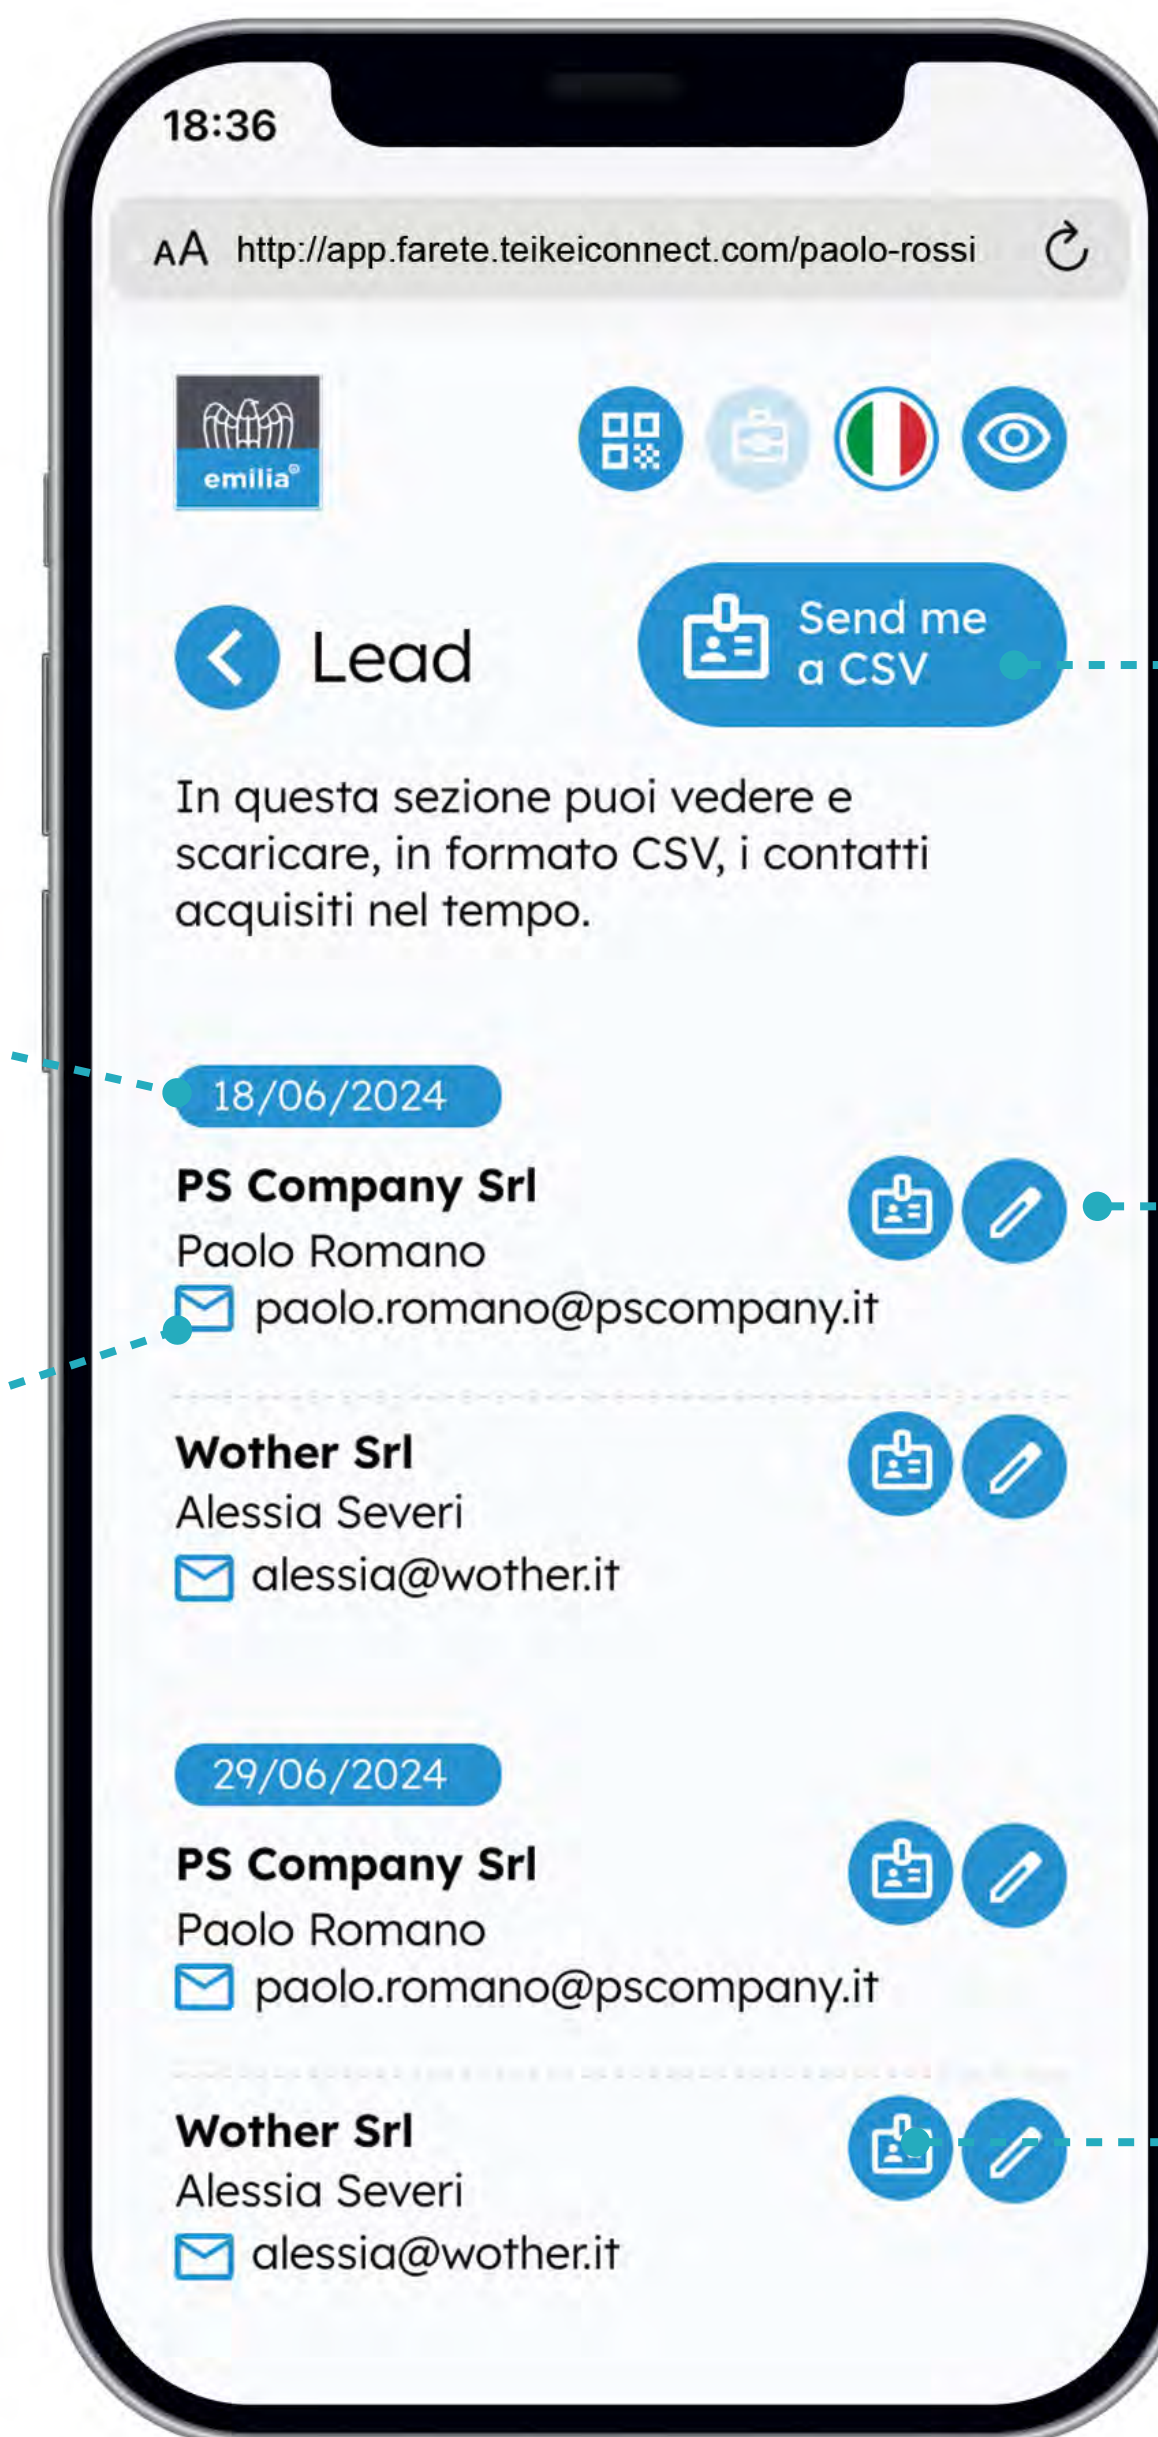 18:36
AA http://app.farete.teikeiconnect.com/paolo-rossi
emilia®
Lead
Send me
a CSV
In questa sezione puoi vedere e
scaricare, in formato CSV, i contatti
acquisiti nel tempo.
18/06/2024
PS Company Srl
Paolo Romano
paolo.romano@pscompany.it
Wother Srl
Alessia Severi
alessia@wother.it
29/06/2024
PS Company Srl
Paolo Romano
paolo.romano@pscompany.it
Wother Srl
Alessia Severi
alessia@wother.it